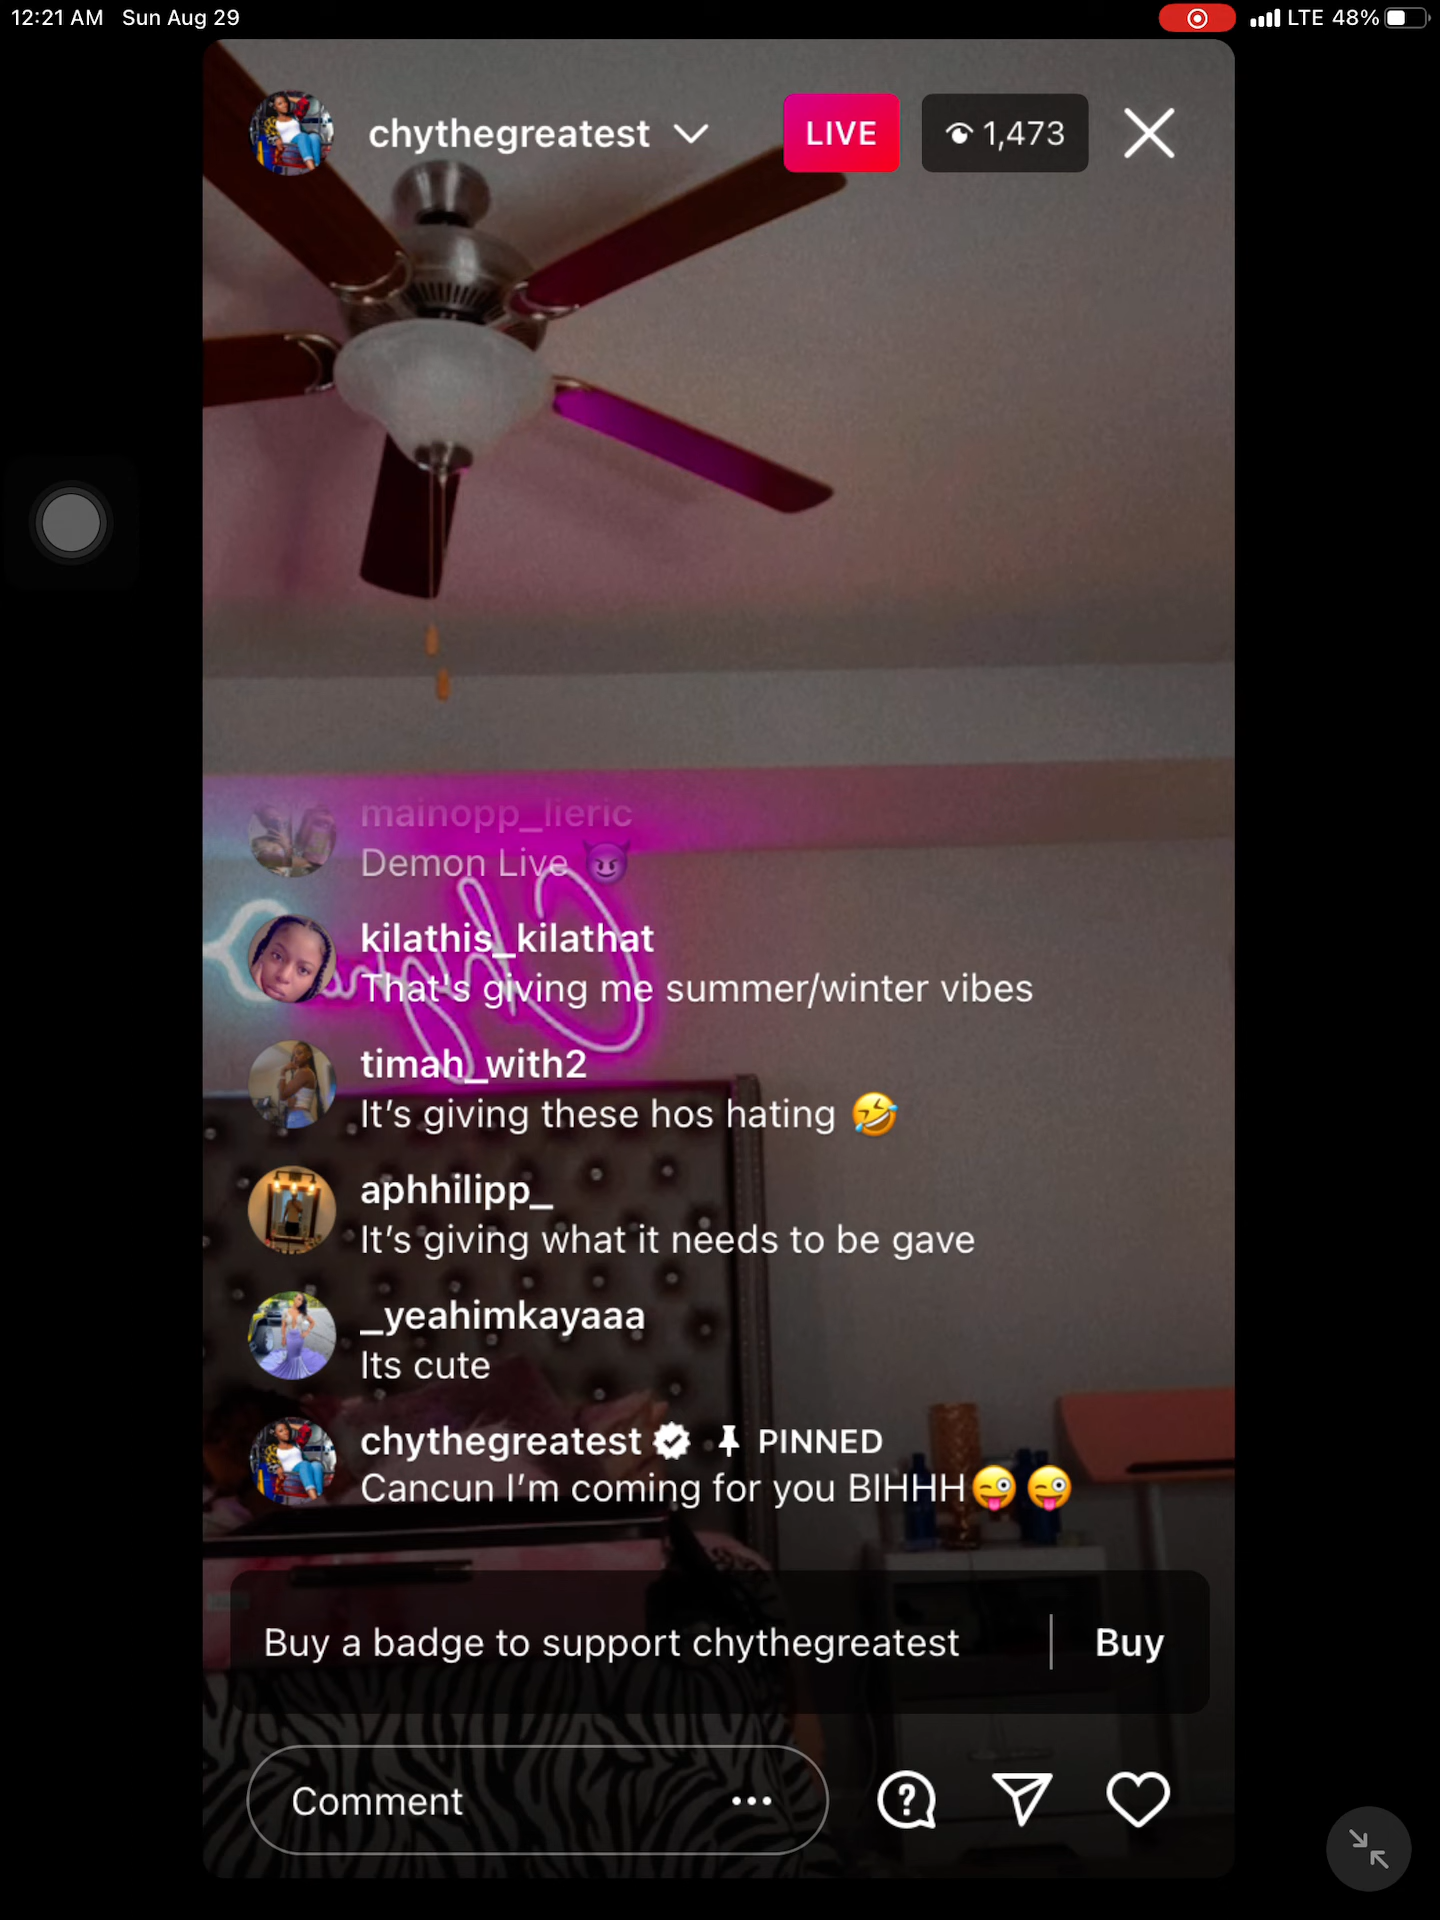 12:21 AM Sun Aug 29 LTE 48%
chythegreatest LIVE 1,473
mainopp_lieric
Demon Live 😈
kilathis_kilathat
That's giving me summer/winter vibes
timah_with2
It’s giving these hos hating 🤣
aphhilipp_
It’s giving what it needs to be gave
_yeahimkayaaa
Its cute
chythegreatest PINNED
Cancun I’m coming for you BIHHH😜😜
Buy a badge to support chythegreatest | Buy
Comment ...